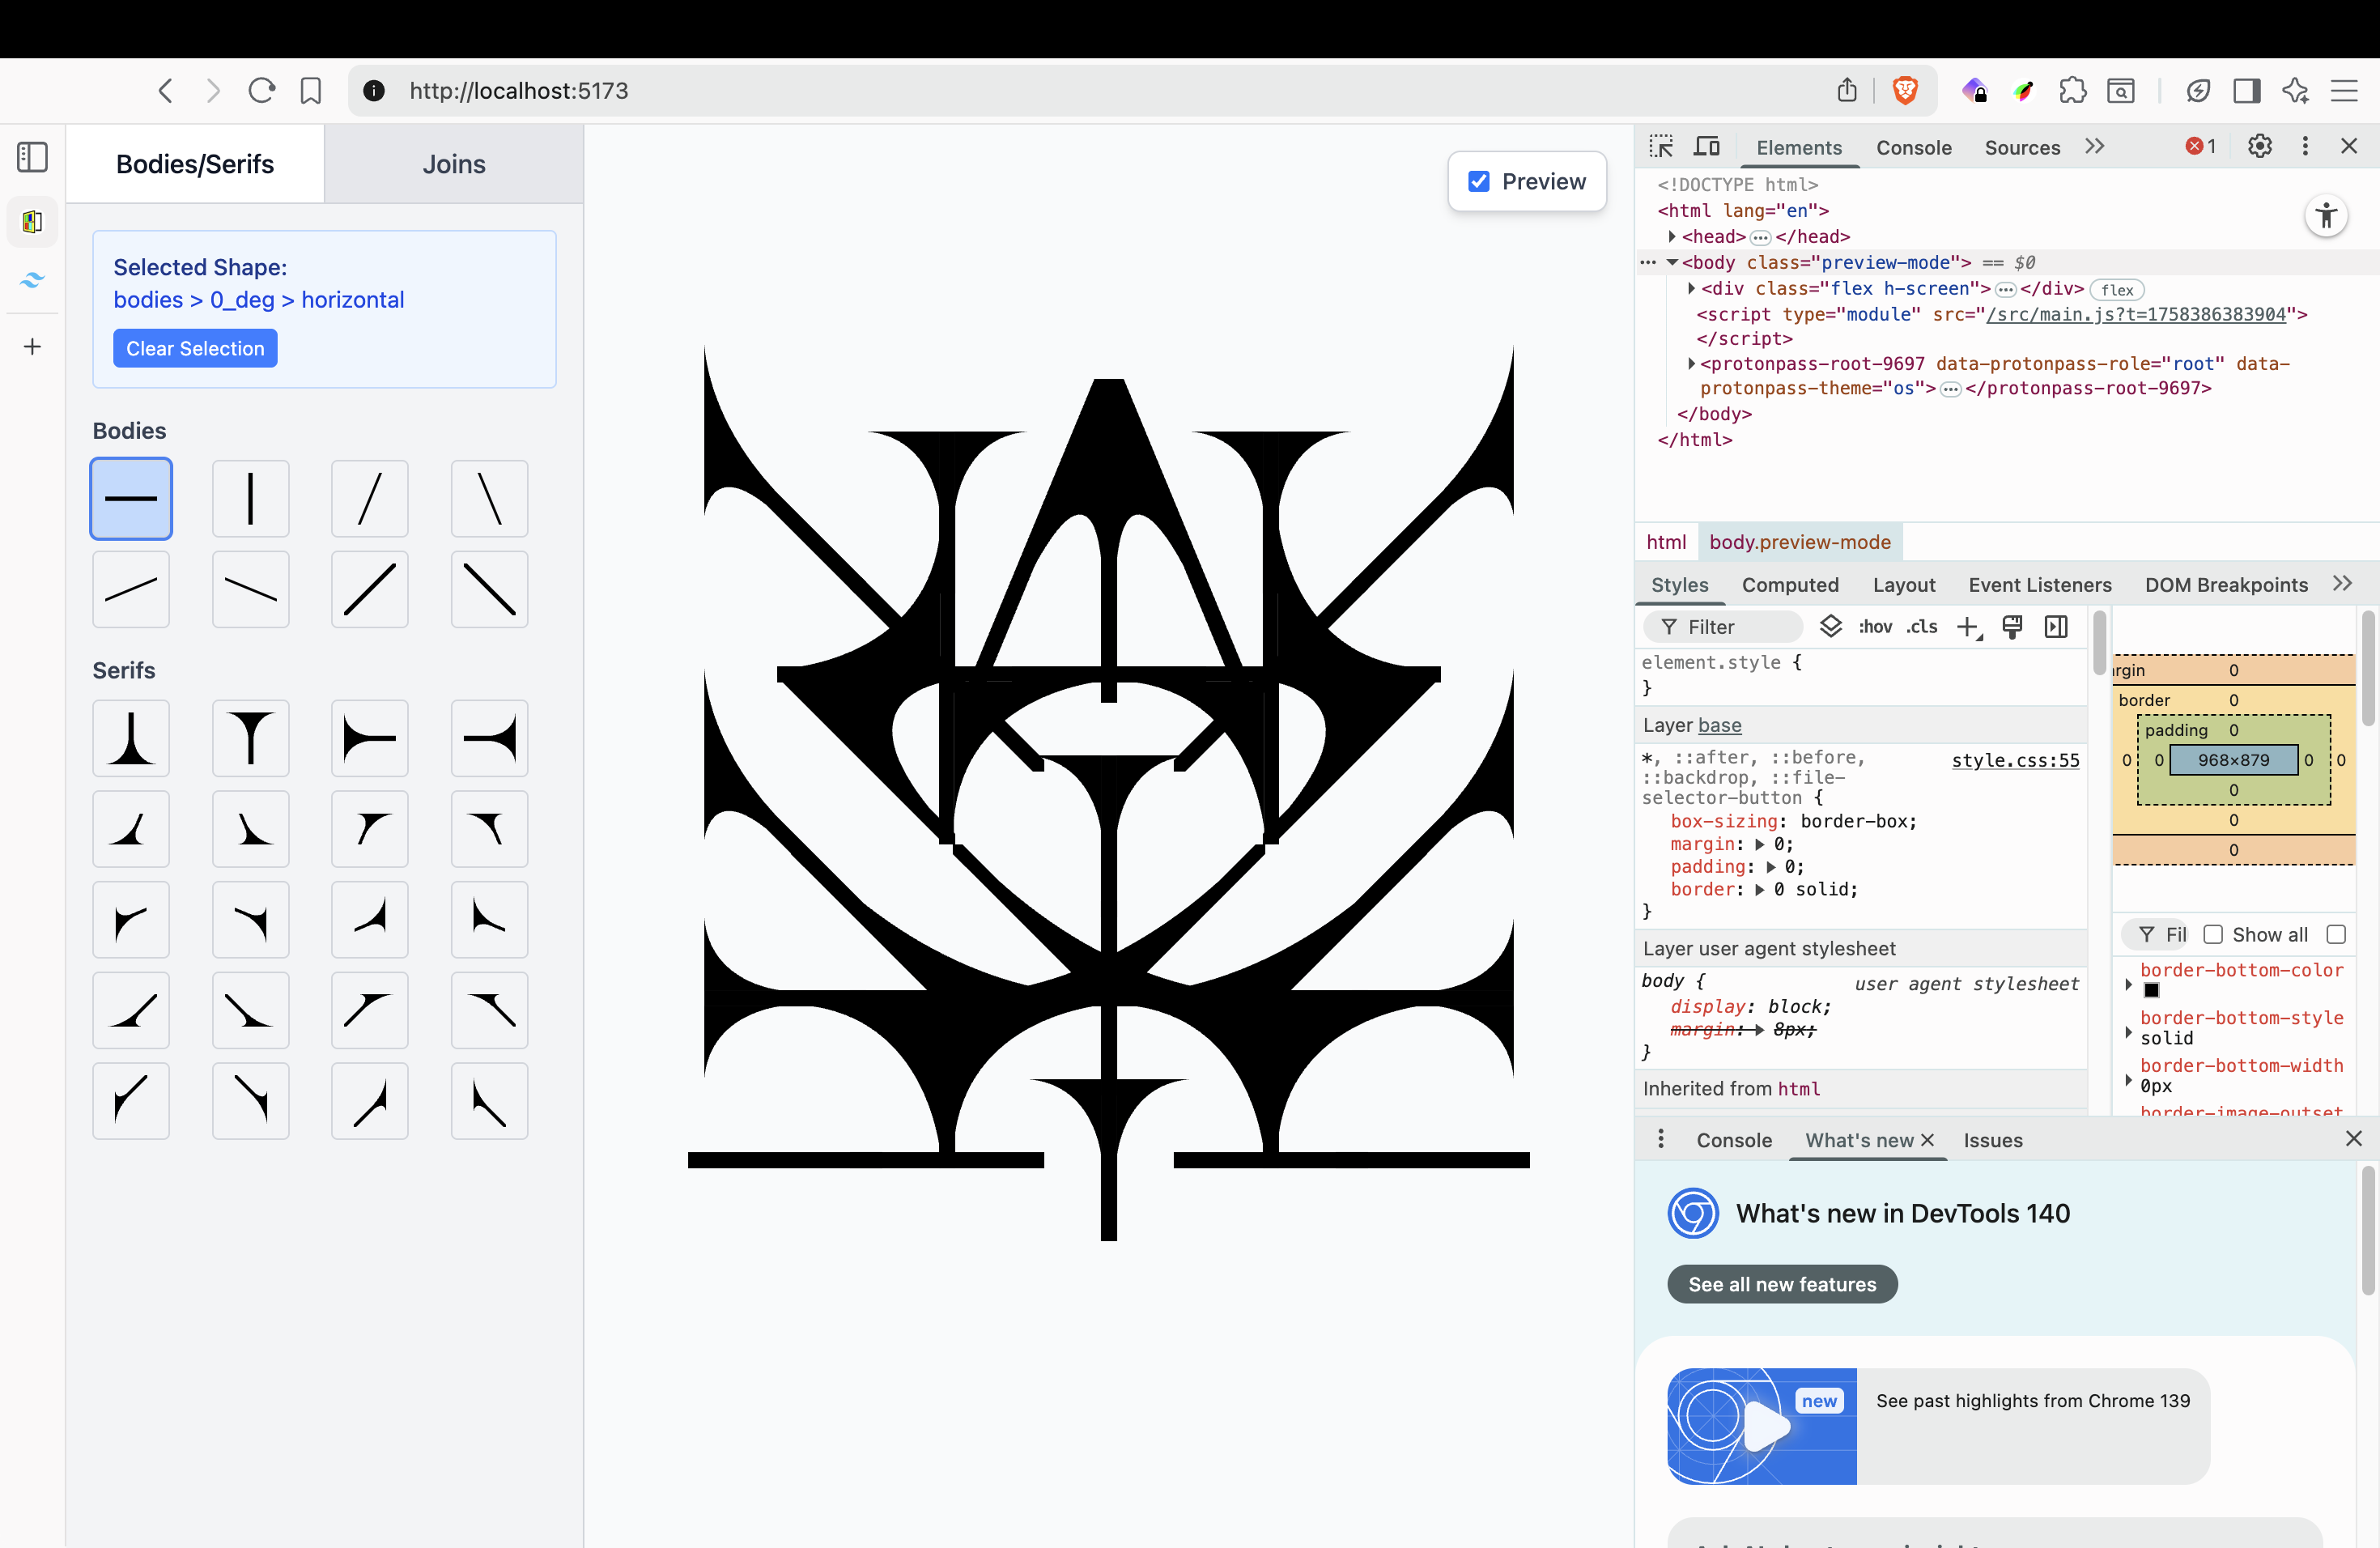 http://localhost:5173
Bodies/Serifs
Joins
Selected Shape:
bodies > 0_deg > horizontal
Clear Selection
Bodies
Serifs
Preview
Elements
Console
Sources
1
<!DOCTYPE html>
<html lang="en">
<head> ••• </head>
••• <body class="preview-mode"> == $0
<div class="flex h-screen"> ••• </div> flex
<script type="module" src="/src/main.js?t=1758386383904">
</script>
<protonpass-root-9697 data-protonpass-role="root" data-
protonpass-theme="os"> ••• </protonpass-root-9697>
</body>
</html>
html
body.preview-mode
Styles
Computed
Layout
Event Listeners
DOM Breakpoints
Filter
:hov
.cls
element.style {
}
Layer base
*, ::after, ::before,
style.css:55
::backdrop, ::file-
selector-button {
box-sizing: border-box;
margin: 0;
padding: 0;
border: 0 solid;
}
Layer user agent stylesheet
body {
user agent stylesheet
display: block;
margin: 8px;
}
Inherited from html
rgin
0
border
0
padding
0
0
0
968×879
0
0
0
0
0
Fil
Show all
border-bottom-color
border-bottom-style
solid
border-bottom-width
0px
border-image-outset
Console
What's new
Issues
What's new in DevTools 140
See all new features
new
See past highlights from Chrome 139